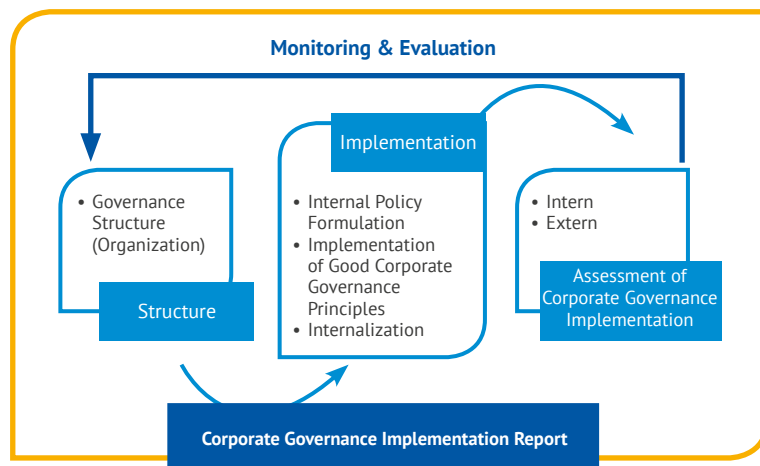 Monitoring & Evaluation
• Governance
Structure
(Organization)
Structure
Implementation
• Internal Policy
Formulation
• Implementation
of Good Corporate
Governance
Principles
• Internalization
• Intern
• Extern
Assessment of
Corporate Governance
Implementation
Corporate Governance Implementation Report